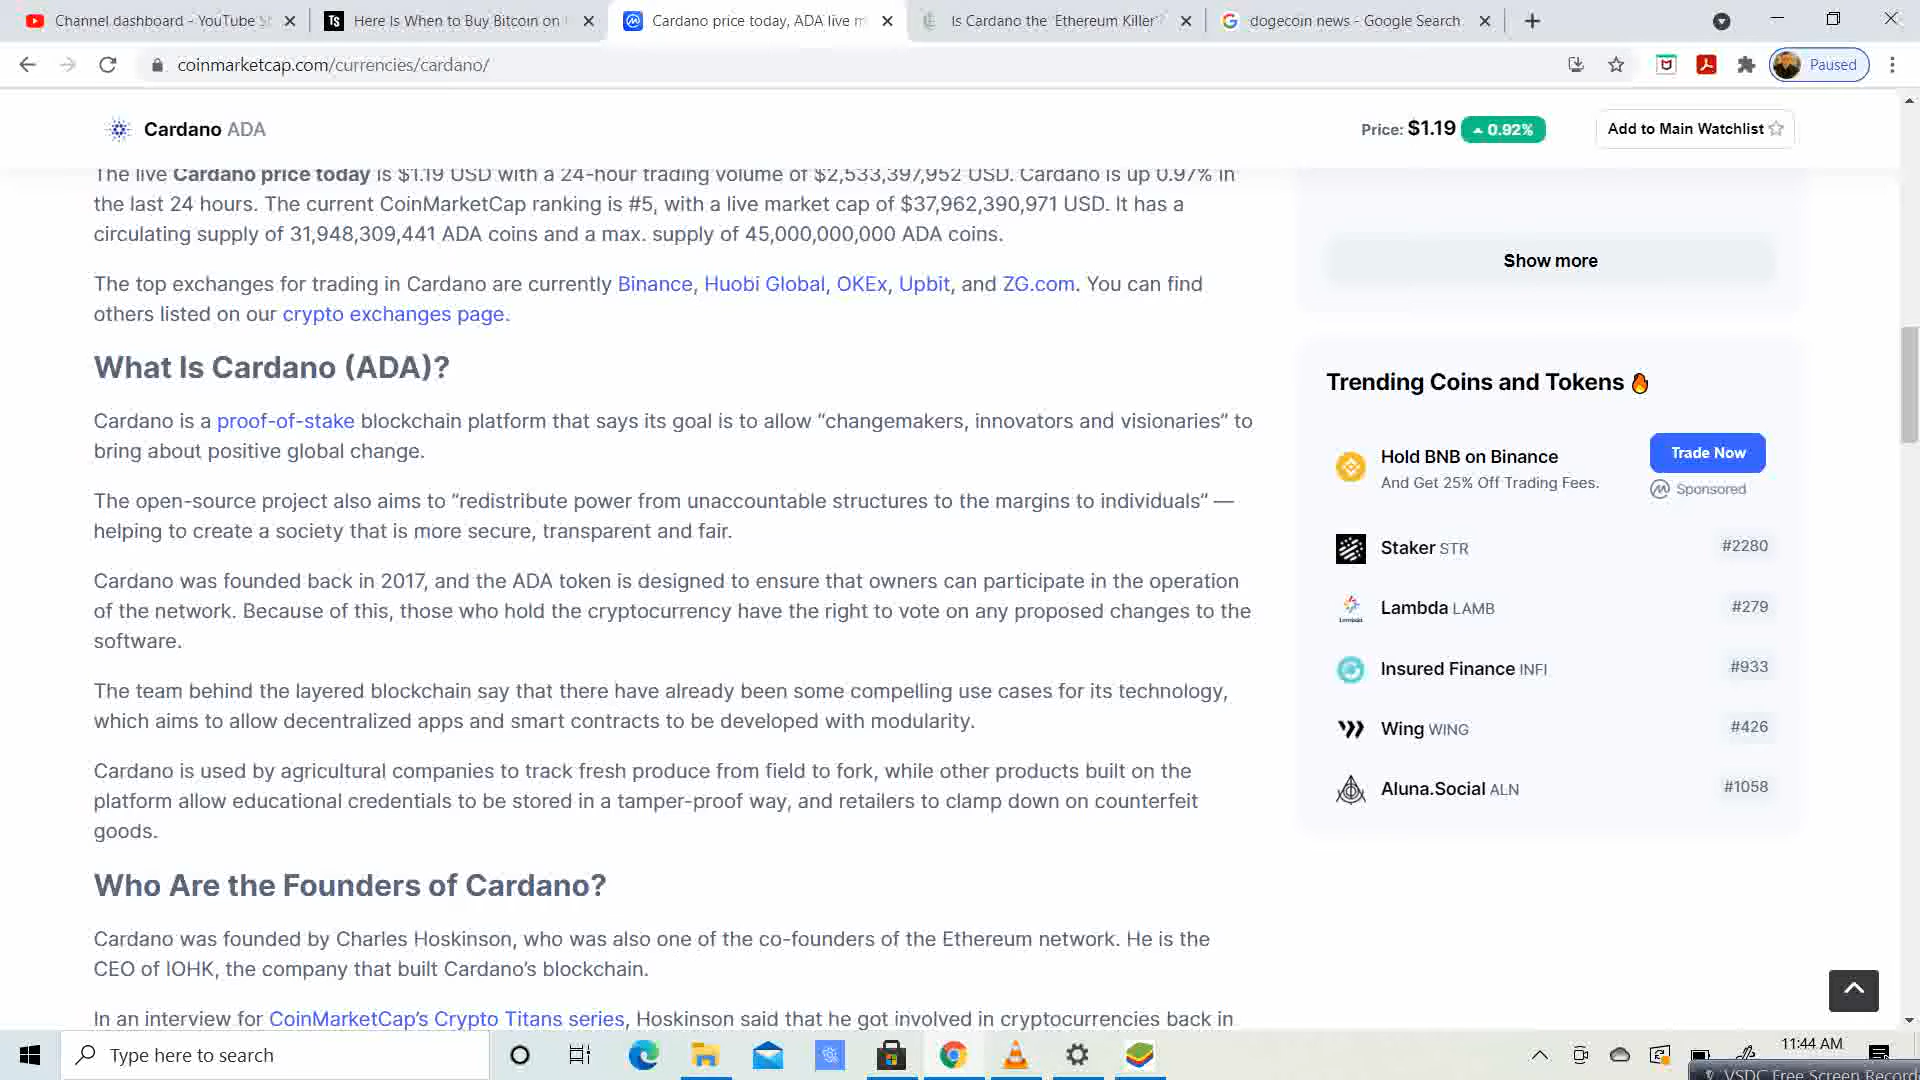 Channel dashboard - YouTube St
Here Is When to Buy Bitcoin on
Cardano price today, ADA live m
Is Cardano the 'Ethereum Killer'?
dogecoin news - Google Search
coinmarketcap.com/currencies/cardano/
Paused
Cardano ADA
Price: $1.19 0.92%
Add to Main Watchlist
The live Cardano price today is $1.19 USD with a 24-hour trading volume of $2,533,397,952 USD. Cardano is up 0.97% in
the last 24 hours. The current CoinMarketCap ranking is #5, with a live market cap of $37,962,390,971 USD. It has a
circulating supply of 31,948,309,441 ADA coins and a max. supply of 45,000,000,000 ADA coins.
The top exchanges for trading in Cardano are currently Binance, Huobi Global, OKEx, Upbit, and ZG.com. You can find
others listed on our crypto exchanges page.
What Is Cardano (ADA)?
Cardano is a proof-of-stake blockchain platform that says its goal is to allow “changemakers, innovators and visionaries” to
bring about positive global change.
The open-source project also aims to “redistribute power from unaccountable structures to the margins to individuals” —
helping to create a society that is more secure, transparent and fair.
Cardano was founded back in 2017, and the ADA token is designed to ensure that owners can participate in the operation
of the network. Because of this, those who hold the cryptocurrency have the right to vote on any proposed changes to the
software.
The team behind the layered blockchain say that there have already been some compelling use cases for its technology,
which aims to allow decentralized apps and smart contracts to be developed with modularity.
Cardano is used by agricultural companies to track fresh produce from field to fork, while other products built on the
platform allow educational credentials to be stored in a tamper-proof way, and retailers to clamp down on counterfeit
goods.
Who Are the Founders of Cardano?
Cardano was founded by Charles Hoskinson, who was also one of the co-founders of the Ethereum network. He is the
CEO of IOHK, the company that built Cardano’s blockchain.
In an interview for CoinMarketCap’s Crypto Titans series, Hoskinson said that he got involved in cryptocurrencies back in
Show more
Trending Coins and Tokens
Hold BNB on Binance
And Get 25% Off Trading Fees.
Trade Now
Sponsored
Staker STR #2280
Lambda LAMB #279
Insured Finance INFI #933
Wing WING #426
Aluna.Social ALN #1058
Type here to search
11:44 AM
VSDC Free Screen Record